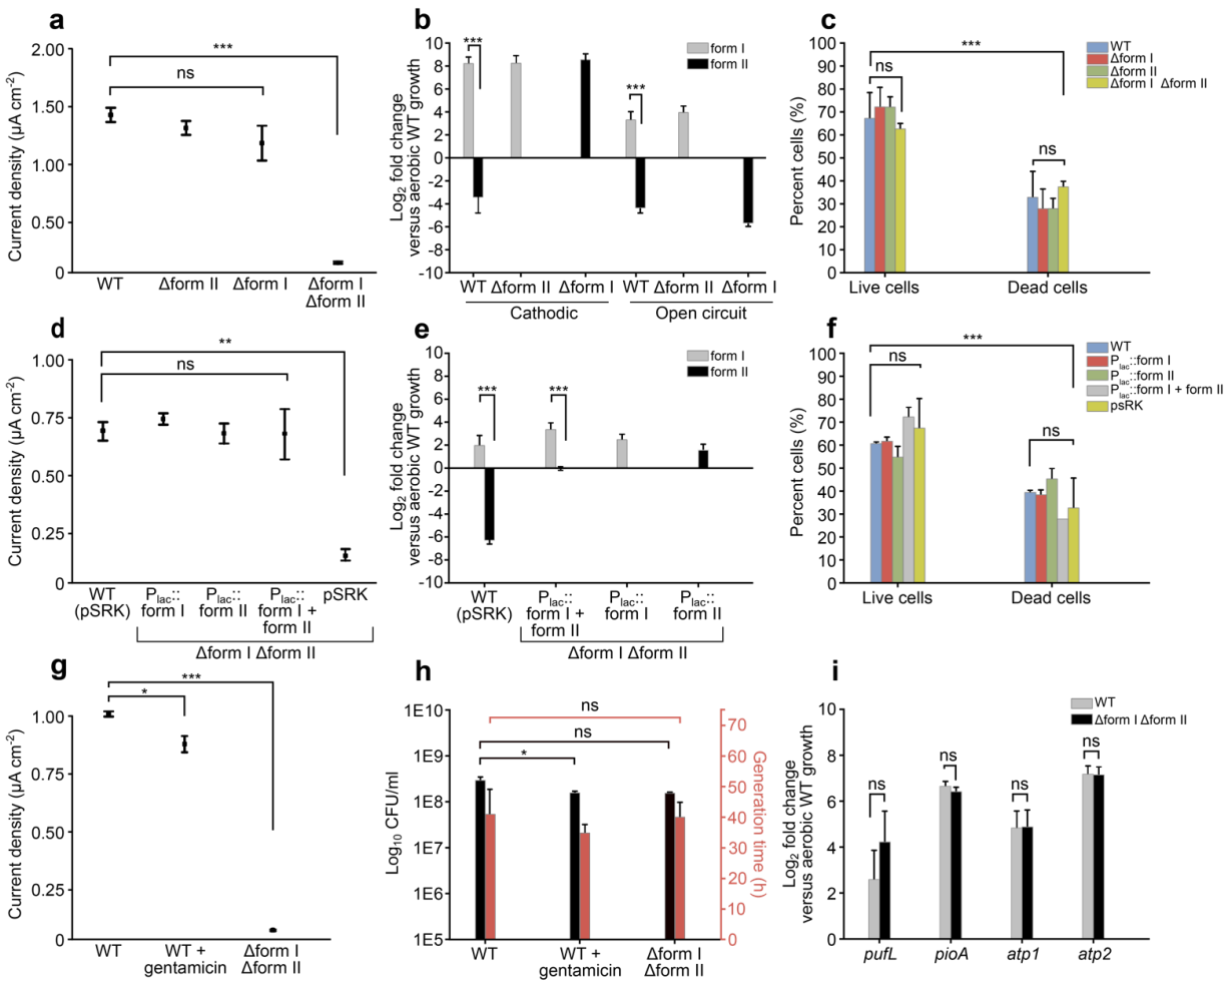 a
Current density (μA cm-2)
2.00
1.50
1.00
0.50
0
***
ns
WT
Δform II
Δform I
Δform I
Δform II
b
Log2 fold change
versus aerobic WT growth
10
8
6
4
2
0
-2
-4
-6
-8
-10
***
***
form I
form II
WT Δform II Δform I WT Δform II Δform I
Cathodic
Open circuit
c
Percent cells (%)
100
90
80
70
60
50
40
30
20
10
0
***
ns
ns
WT
Δform I
Δform II
Δform I Δform II
Live cells
Dead cells
d
Current density (μA cm-2)
1.00
0.75
0.50
0.25
0
**
ns
WT
(pSRK)
Plac::
form I
Plac::
form II
Plac::
form I +
form II
pSRK
Δform I Δform II
e
Log2 fold change
versus aerobic WT growth
10
8
6
4
2
0
-2
-4
-6
-8
-10
***
***
form I
form II
WT
(pSRK)
Plac::
form I +
form II
Plac::
form I
Plac::
form II
Δform I Δform II
f
Percent cells (%)
100
90
80
70
60
50
40
30
20
10
0
***
ns
ns
WT
Plac::form I
Plac::form II
Plac::form I + form II
psRK
Live cells
Dead cells
g
Current density (μA cm-2)
1.00
0.75
0.50
0.25
0
***
*
WT
WT +
gentamicin
Δform I
Δform II
h
Log10 CFU/ml
1E10
1E9
1E8
1E7
1E6
1E5
ns
ns
*
70
60
50
40
30
20
10
0
Generation time (h)
WT
WT +
gentamicin
Δform I
Δform II
i
Log2 fold change
versus aerobic WT growth
10
8
6
4
2
0
WT
Δform I Δform II
ns
ns
ns
ns
pufL
pioA
atp1
atp2